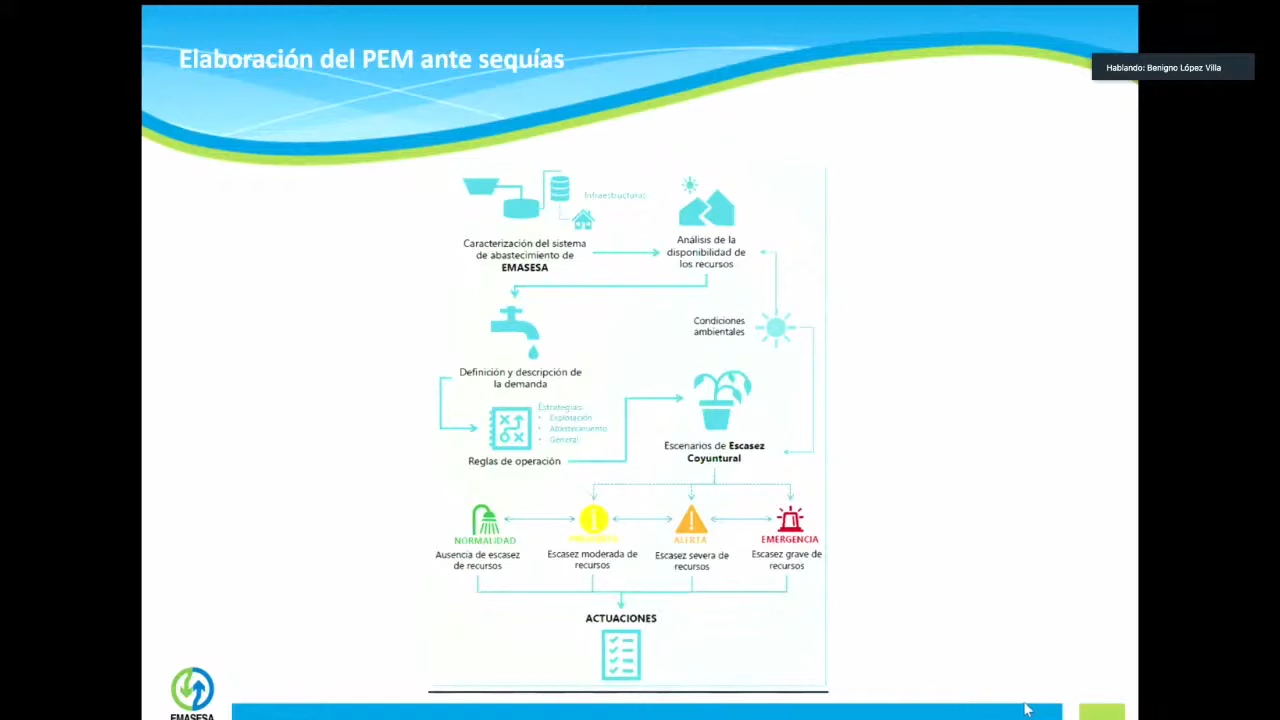 Elaboración del PEM ante sequías
Hablando: Benigno López Villa
Infraestructuras
Caracterización del sistema
de abastecimiento de
EMASESA
Análisis de la
disponibilidad de
los recursos
Condiciones
ambientales
Definición y descripción de
la demanda
Estrategias:
• Explotación
• Abastecimiento
• General
Reglas de operación
Escenarios de Escasez
Coyuntural
NORMALIDAD
Ausencia de escasez
de recursos
Escasez moderada de
recursos
ALERTA
Escasez severa de
recursos
EMERGENCIA
Escasez grave de
recursos
ACTUACIONES
EMASESA